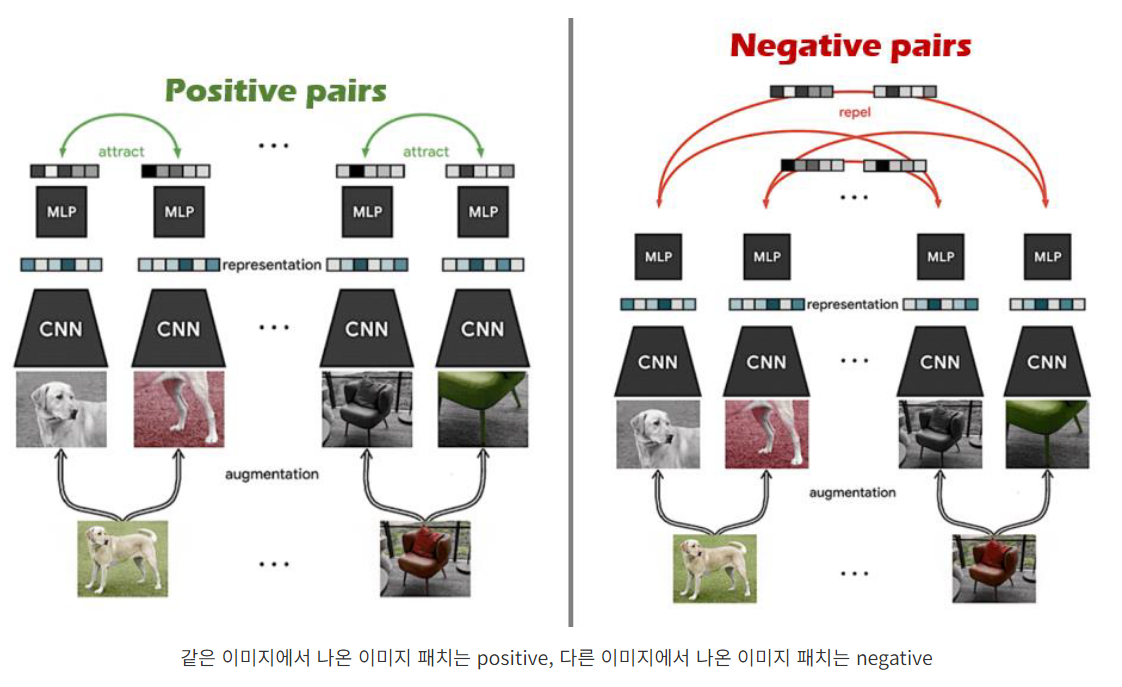 Positive pairs
attract
...
attract
MLP
MLP
MLP
MLP
representation
CNN
CNN
...
CNN
CNN
augmentation
...
Negative pairs
repel
...
MLP
MLP
MLP
MLP
representation
CNN
CNN
...
CNN
CNN
augmentation
...
같은 이미지에서 나온 이미지 패치는 positive, 다른 이미지에서 나온 이미지 패치는 negative